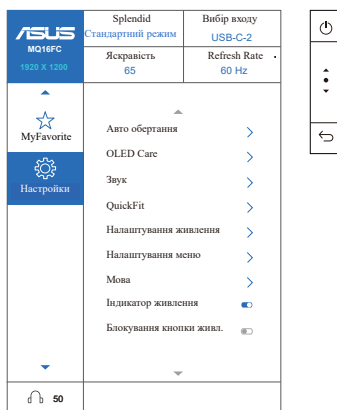 ASUS
MQ16FC
1920 X 1200
Splendid
Стандартний режим
Вибір входу
USB-C-2
Яскравість
65
Refresh Rate
60 Hz
MyFavorite
Настройки
Авто обертання
OLED Care
Звук
QuickFit
Налаштування живлення
Налаштування меню
Мова
Індикатор живлення
Блокування кнопки живл.
50